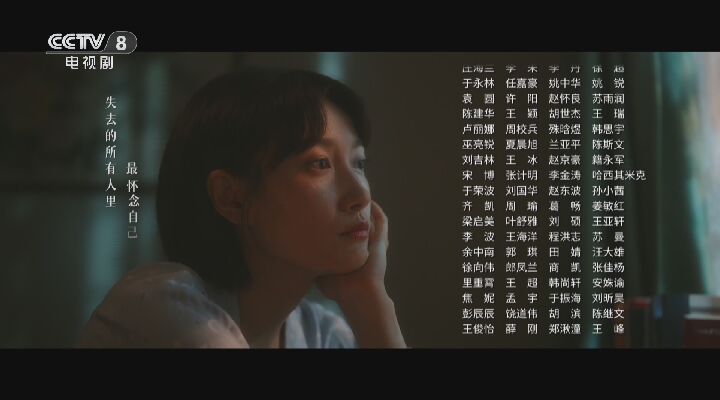 CCTV 8
电视剧
失去的所有人里
最怀念自己
于永林 任嘉豪 姚中华 姚 锐
袁 圆 许 阳 赵怀良 苏雨润
陈建华 王 颖 胡世杰 王 瑞
卢丽娜 周校兵 殊晗煜 韩思宇
巫亮锐 夏晨旭 兰亚平 陈斯文
刘吉林 王 冰 赵京豪 籍永军
宋 博 张计明 李金涛 哈西其米克
于荣波 刘国华 赵东波 孙小茜
齐 凯 周 瑜 葛 畅 姜敏红
梁启美 叶舒雅 刘 硕 王亚轩
李 波 王海洋 程洪志 苏 曼
余中南 郭 琪 田 婧 汪大雄
徐向伟 郎凤兰 商 凯 张佳杨
里重霄 王 超 韩尚轩 安姝谕
焦 妮 孟 宇 于振海 刘昕昊
彭辰辰 饶道伟 胡 滨 陈继文
王俊怡 薛 刚 郑湫潼 王 峰